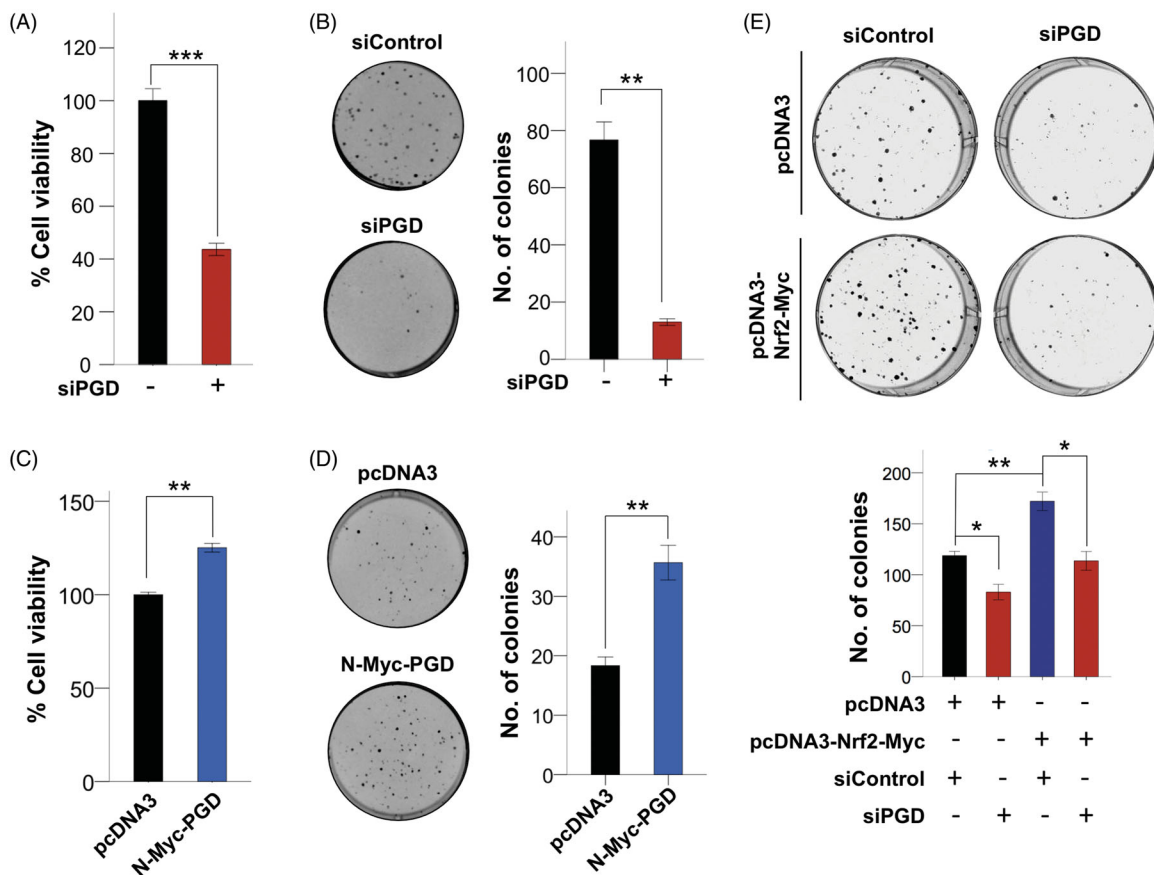 (A)
% Cell viability
120
100
80
60
40
20
0
***
siPGD - +
(B)
siControl
siPGD
No. of colonies
100
80
60
40
20
0
**
siPGD - +
(C)
% Cell viability
150
100
50
0
**
pcDNA3
N-Myc-PGD
(D)
pcDNA3
N-Myc-PGD
No. of colonies
40
30
20
10
0
**
pcDNA3
N-Myc-PGD
(E)
siControl siPGD
pcDNA3
pcDNA3-
Nrf2-Myc
No. of colonies
200
150
100
50
0
** *
*
pcDNA3 + + - -
pcDNA3-Nrf2-Myc - - + +
siControl + - + -
siPGD - + - +